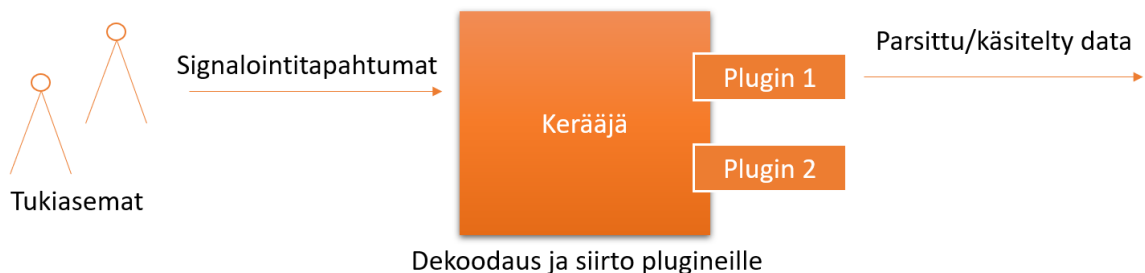 Tukiasemat
Signalointitapahtumat
Kerääjä
Plugin 1
Plugin 2
Dekoodaus ja siirto plugineille
Parsittu/käsitelty data